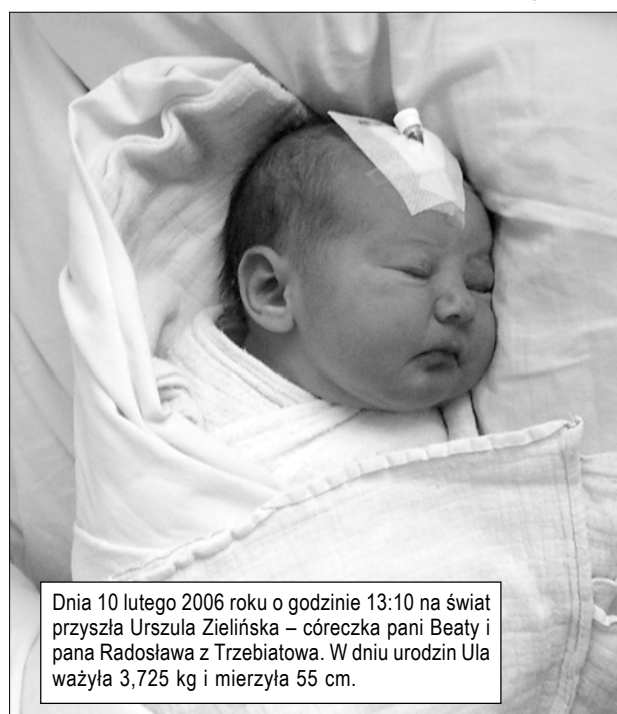 Dnia 10 lutego 2006 roku o godzinie 13:10 na świat
przyszła Urszula Zielińska – córeczka pani Beaty i
pana Radosława z Trzebiatowa. W dniu urodzin Ula
ważyła 3,725 kg i mierzyła 55 cm.